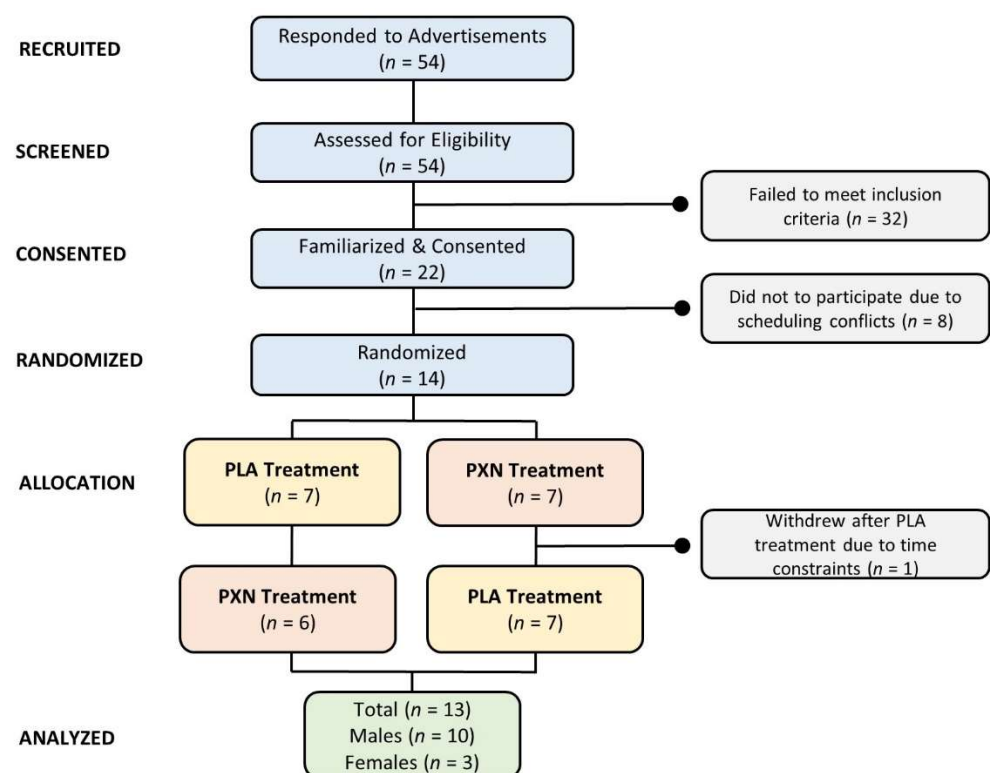 RECRUITED
Responded to Advertisements
(n = 54)
SCREENED
Assessed for Eligibility
(n = 54)
Failed to meet inclusion
criteria (n = 32)
CONSENTED
Familiarized & Consented
(n = 22)
Did not to participate due to
scheduling conflicts (n = 8)
RANDOMIZED
Randomized
(n = 14)
ALLOCATION
PLA Treatment
(n = 7)
PXN Treatment
(n = 7)
Withdrew after PLA
treatment due to time
constraints (n = 1)
PXN Treatment
(n = 6)
PLA Treatment
(n = 7)
ANALYZED
Total (n = 13)
Males (n = 10)
Females (n = 3)